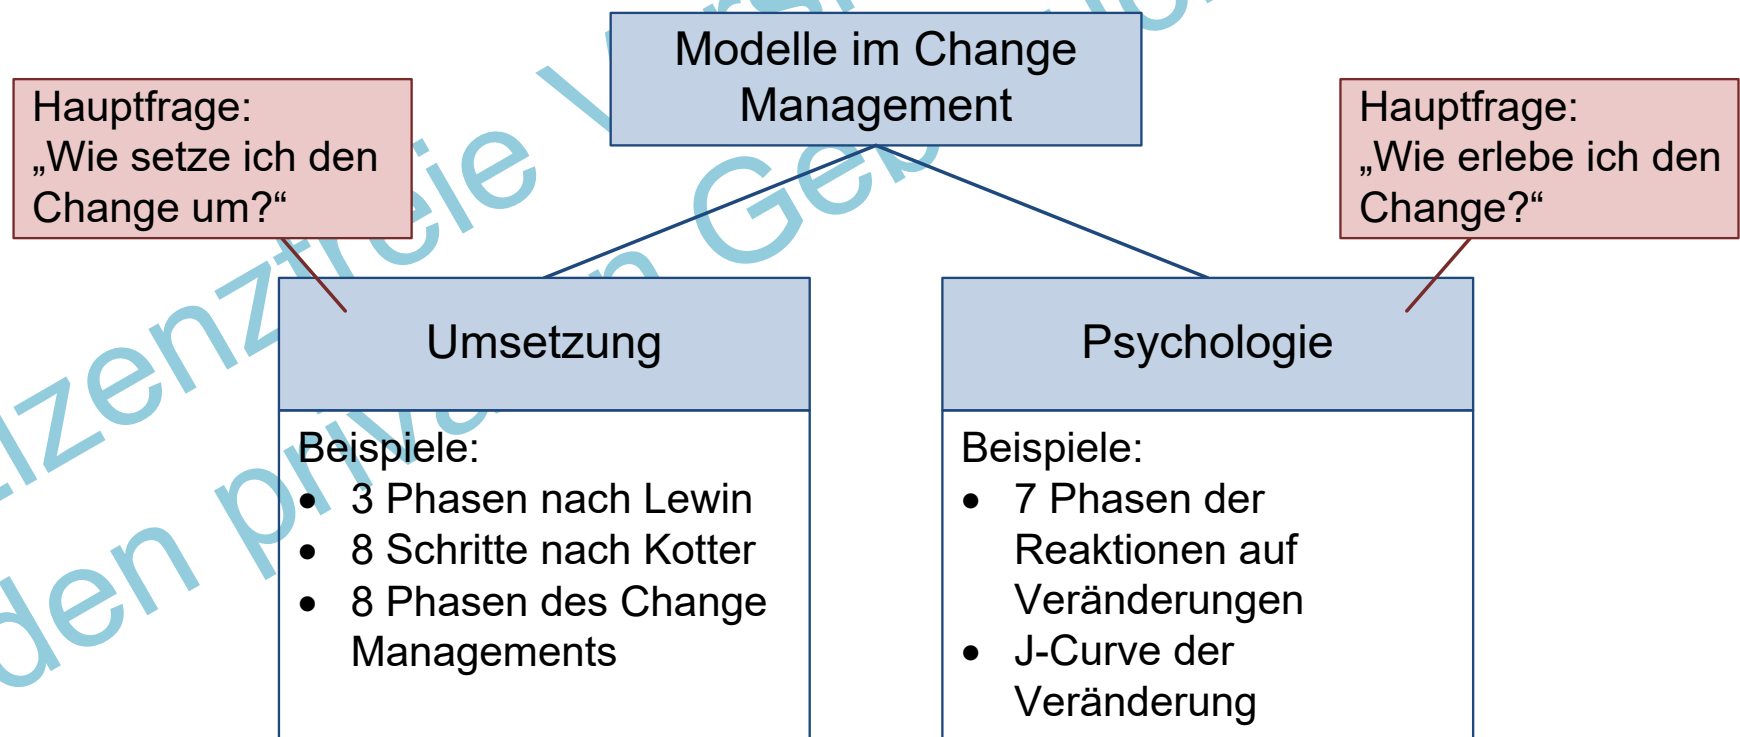 Modelle im Change
Management
Hauptfrage:
„Wie setze ich den
Change um?“
Hauptfrage:
„Wie erlebe ich den
Change?“
Umsetzung
Beispiele:
• 3 Phasen nach Lewin
• 8 Schritte nach Kotter
• 8 Phasen des Change
Managements
Psychologie
Beispiele:
• 7 Phasen der
Reaktionen auf
Veränderungen
• J-Curve der
Veränderung
den privaten